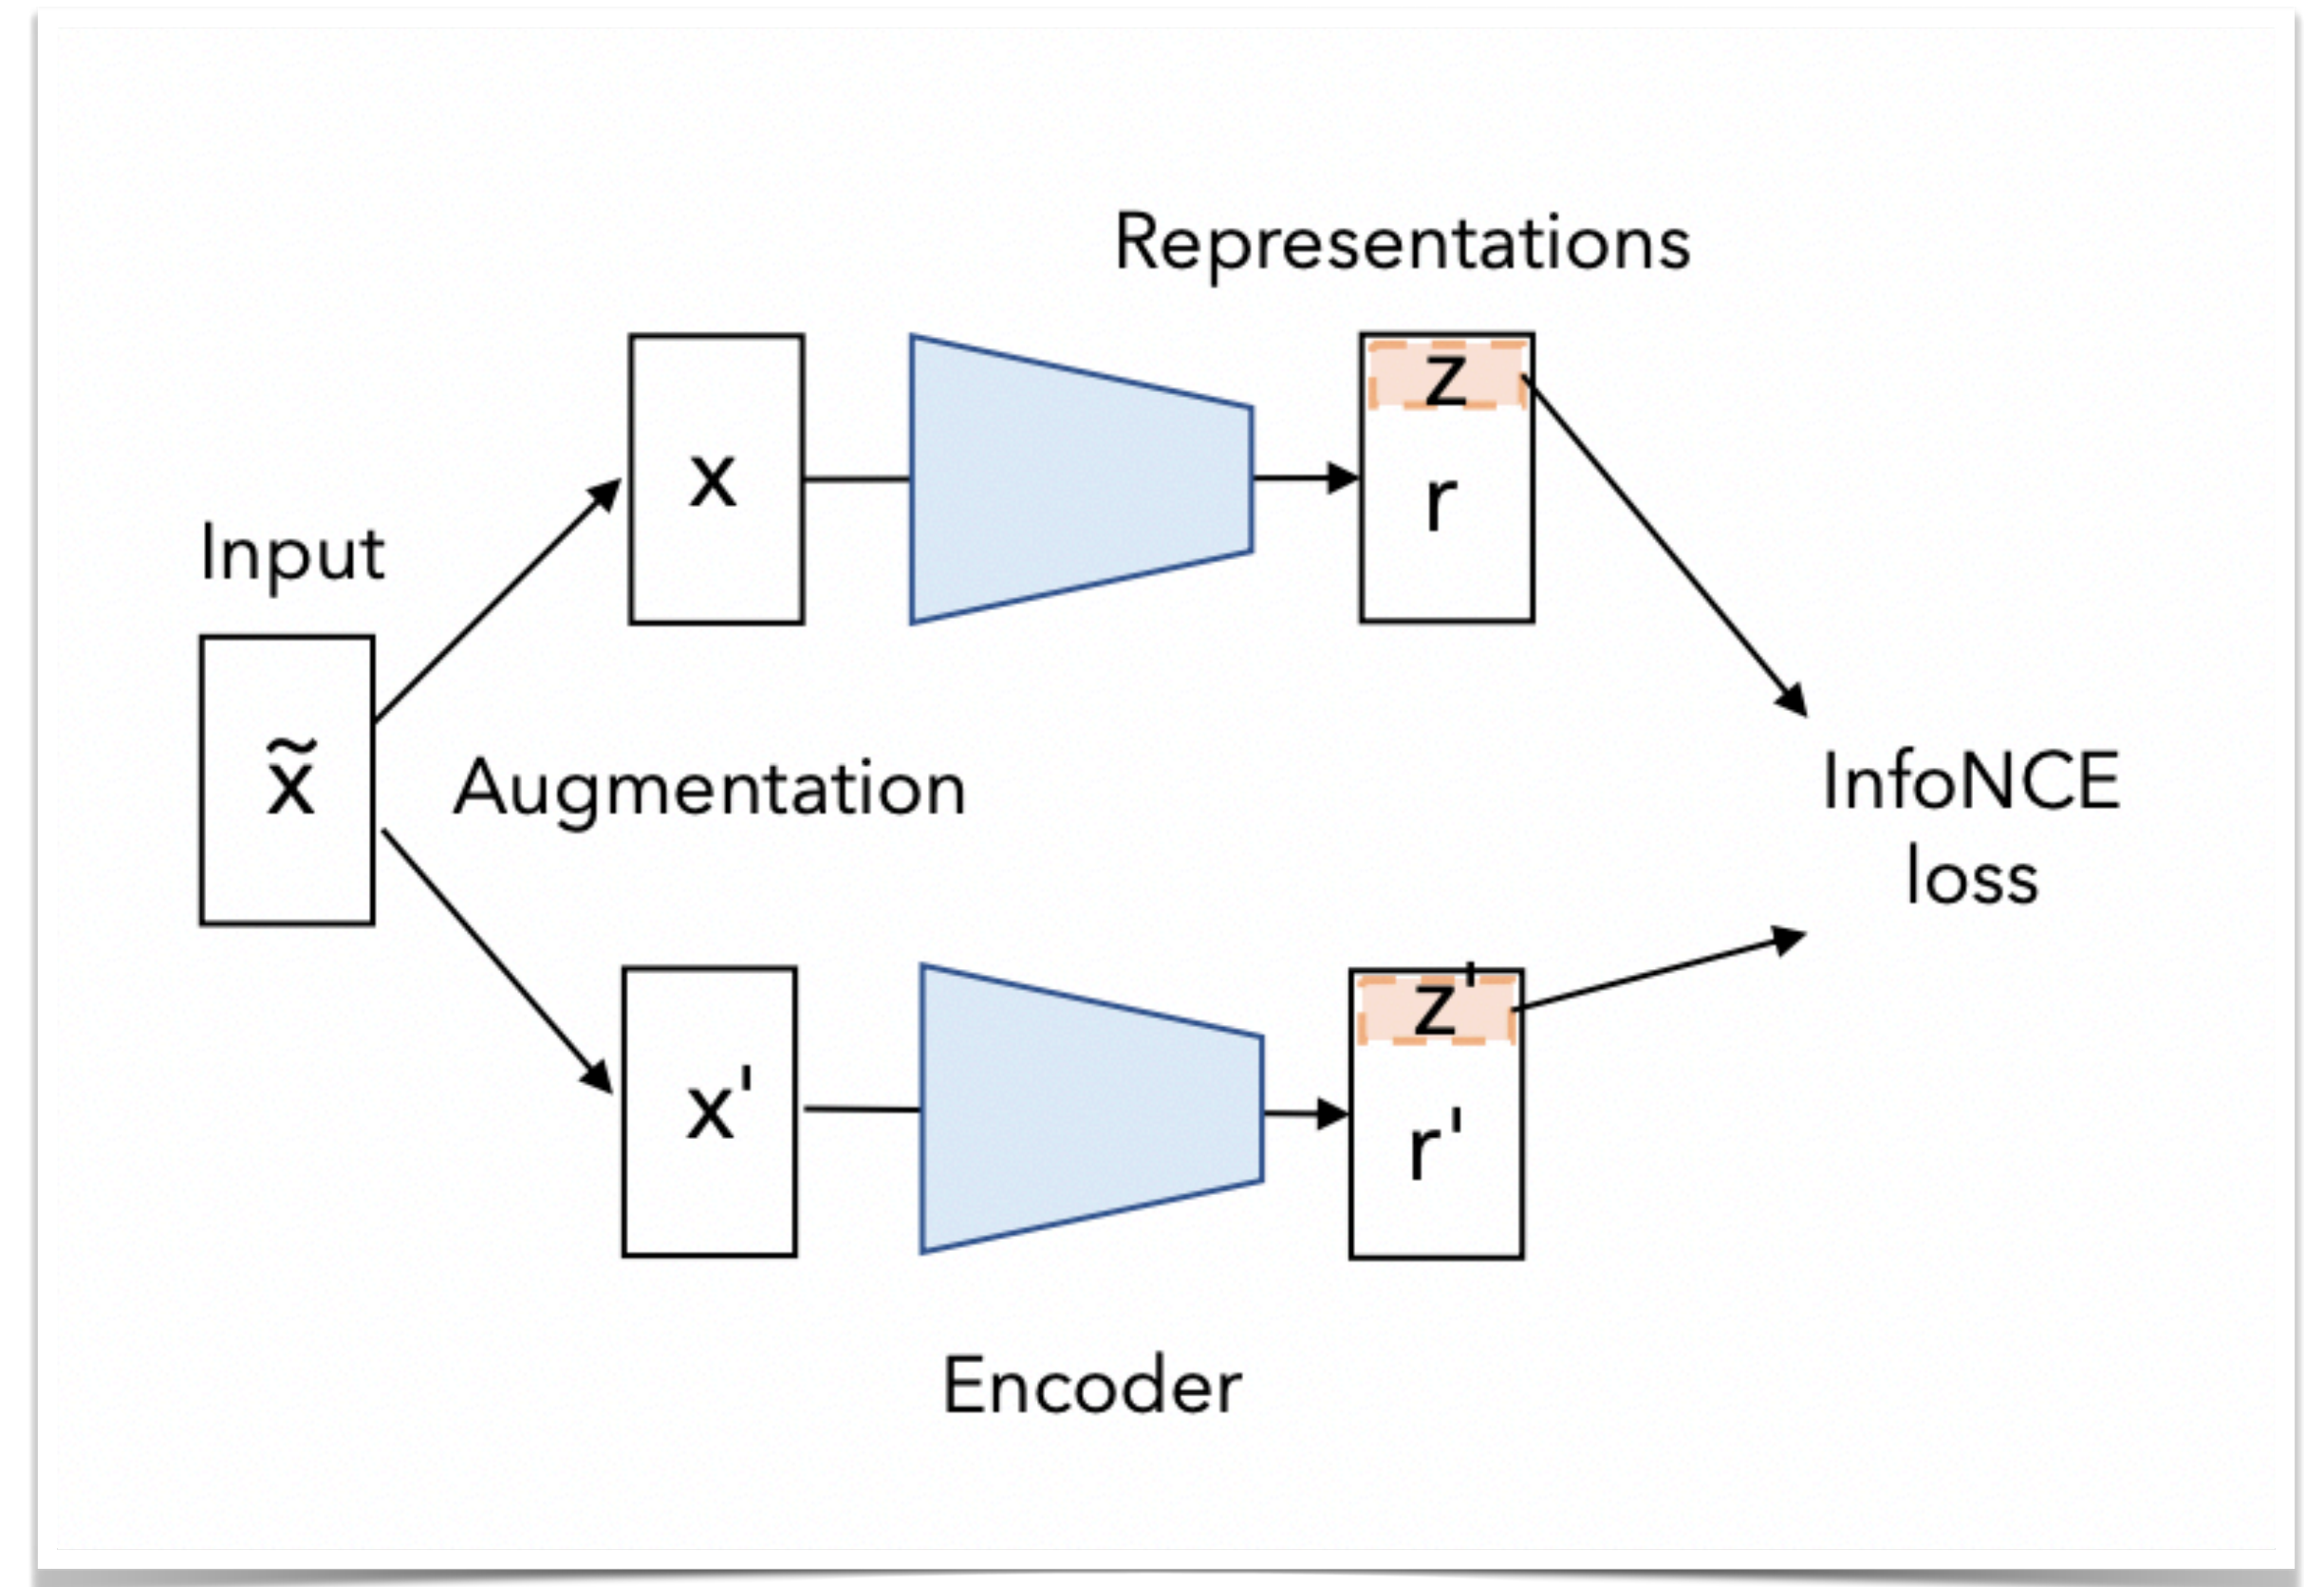 Representations
z
x
r
Input
x̃
Augmentation
InfoNCE
loss
z'
x'
r'
Encoder